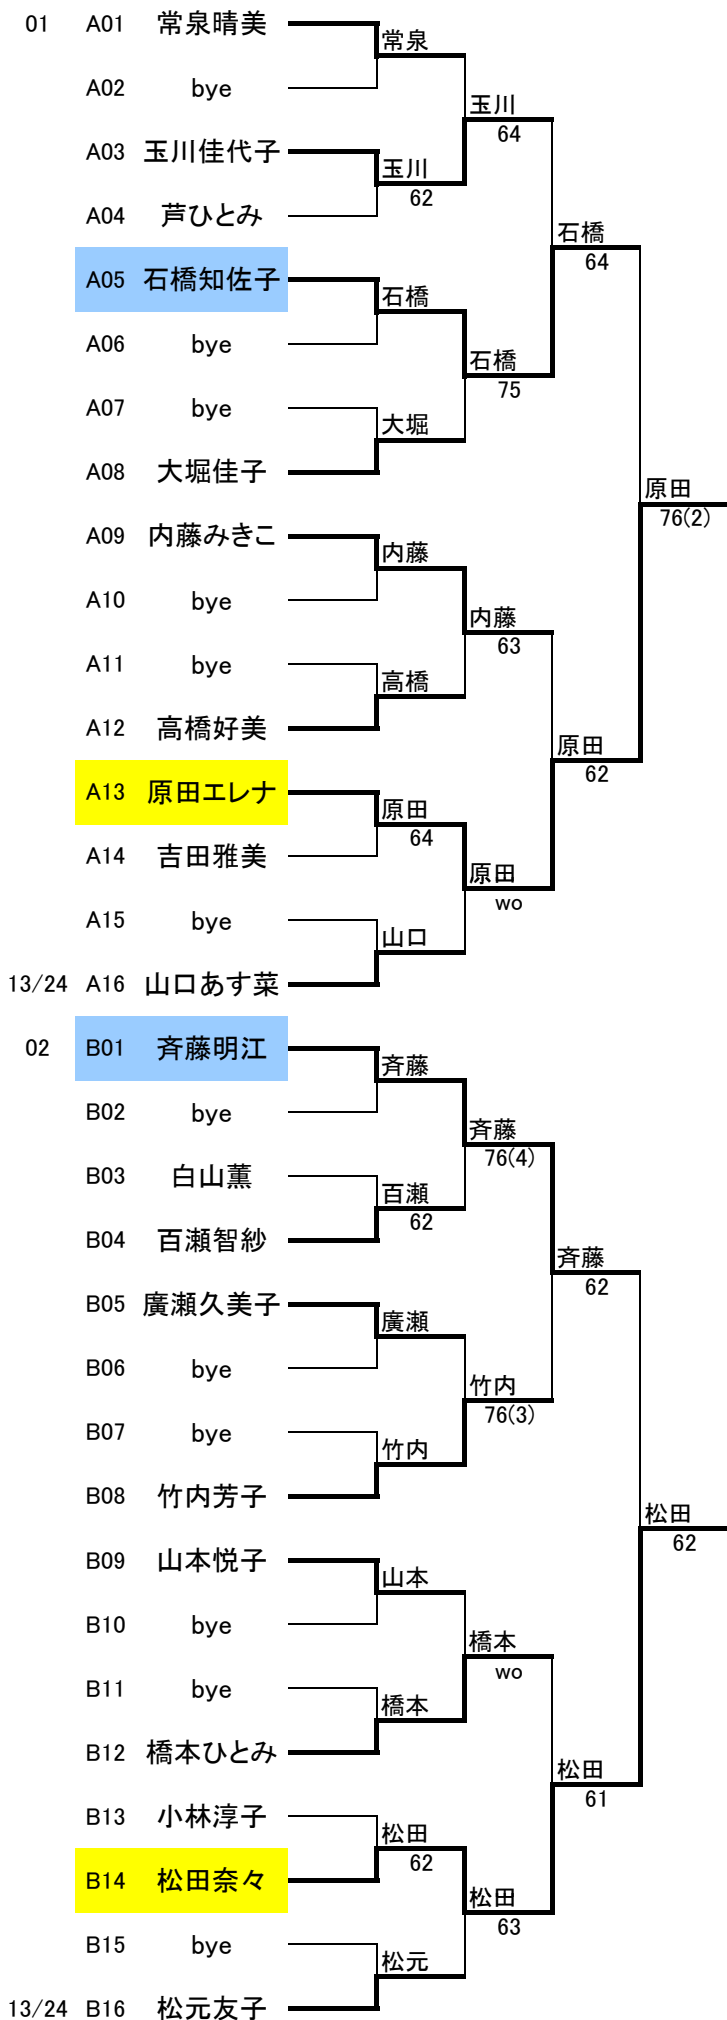 01 A01 常泉晴美
常泉
A02 bye
玉川
64
A03 玉川佳代子
玉川
62
A04 芦ひとみ
石橋
64
A05 石橋知佐子
石橋
A06 bye
石橋
75
A07 bye
大堀
A08 大堀佳子
原田
76(2)
A09 内藤みきこ
内藤
A10 bye
内藤
63
A11 bye
高橋
A12 高橋好美
原田
62
A13 原田エレナ
原田
64
A14 吉田雅美
原田
wo
A15 bye
山口
13/24 A16 山口あす菜
02 B01 斉藤明江
斉藤
B02 bye
斉藤
76(4)
B03 白山薫
百瀬
62
B04 百瀬智紗
斉藤
62
B05 廣瀬久美子
廣瀬
B06 bye
竹内
76(3)
B07 bye
竹内
B08 竹内芳子
松田
62
B09 山本悦子
山本
B10 bye
橋本
wo
B11 bye
橋本
B12 橋本ひとみ
松田
61
B13 小林淳子
松田
62
B14 松田奈々
松田
63
B15 bye
松元
13/24 B16 松元友子